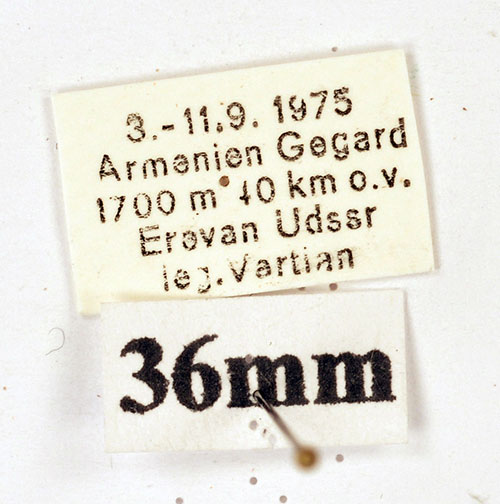 3.-11.9. 1975
Armenien Gegard
1700 m 40 km o.v.
Erevan Udssr
leg. Vartian
36mm